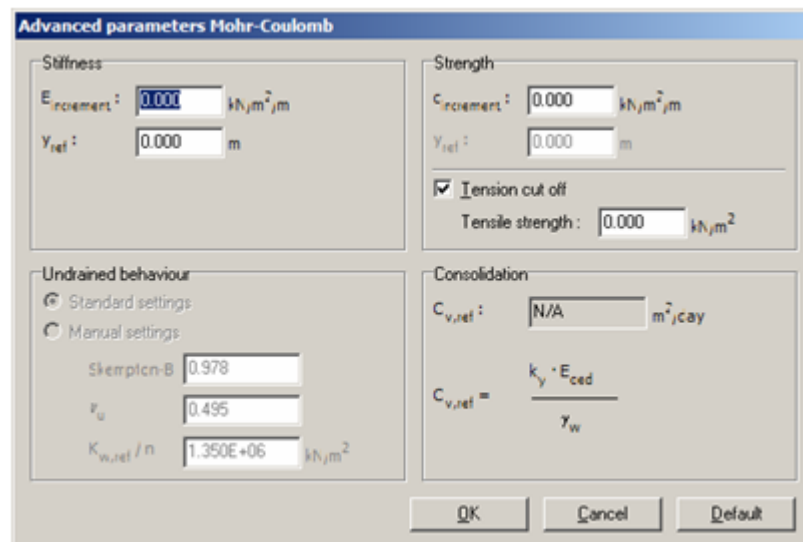 Advanced parameters Mohr-Coulomb
Stiffness
E increment : 0.000 kN/m²/m
y ref : 0.000 m
Strength
c increment : 0.000 kN/m²/m
y ref : 0.000 m
Tension cut off
Tensile strength : 0.000 kN/m²
Undrained behaviour
Standard settings
Manual settings
Skempton-B 0.978
ν u 0.495
K w,ref / n 1.350E+06 kN/m²
Consolidation
C v,ref : N/A m²/day
C v,ref = k y · E oed / γ w
OK Cancel Default